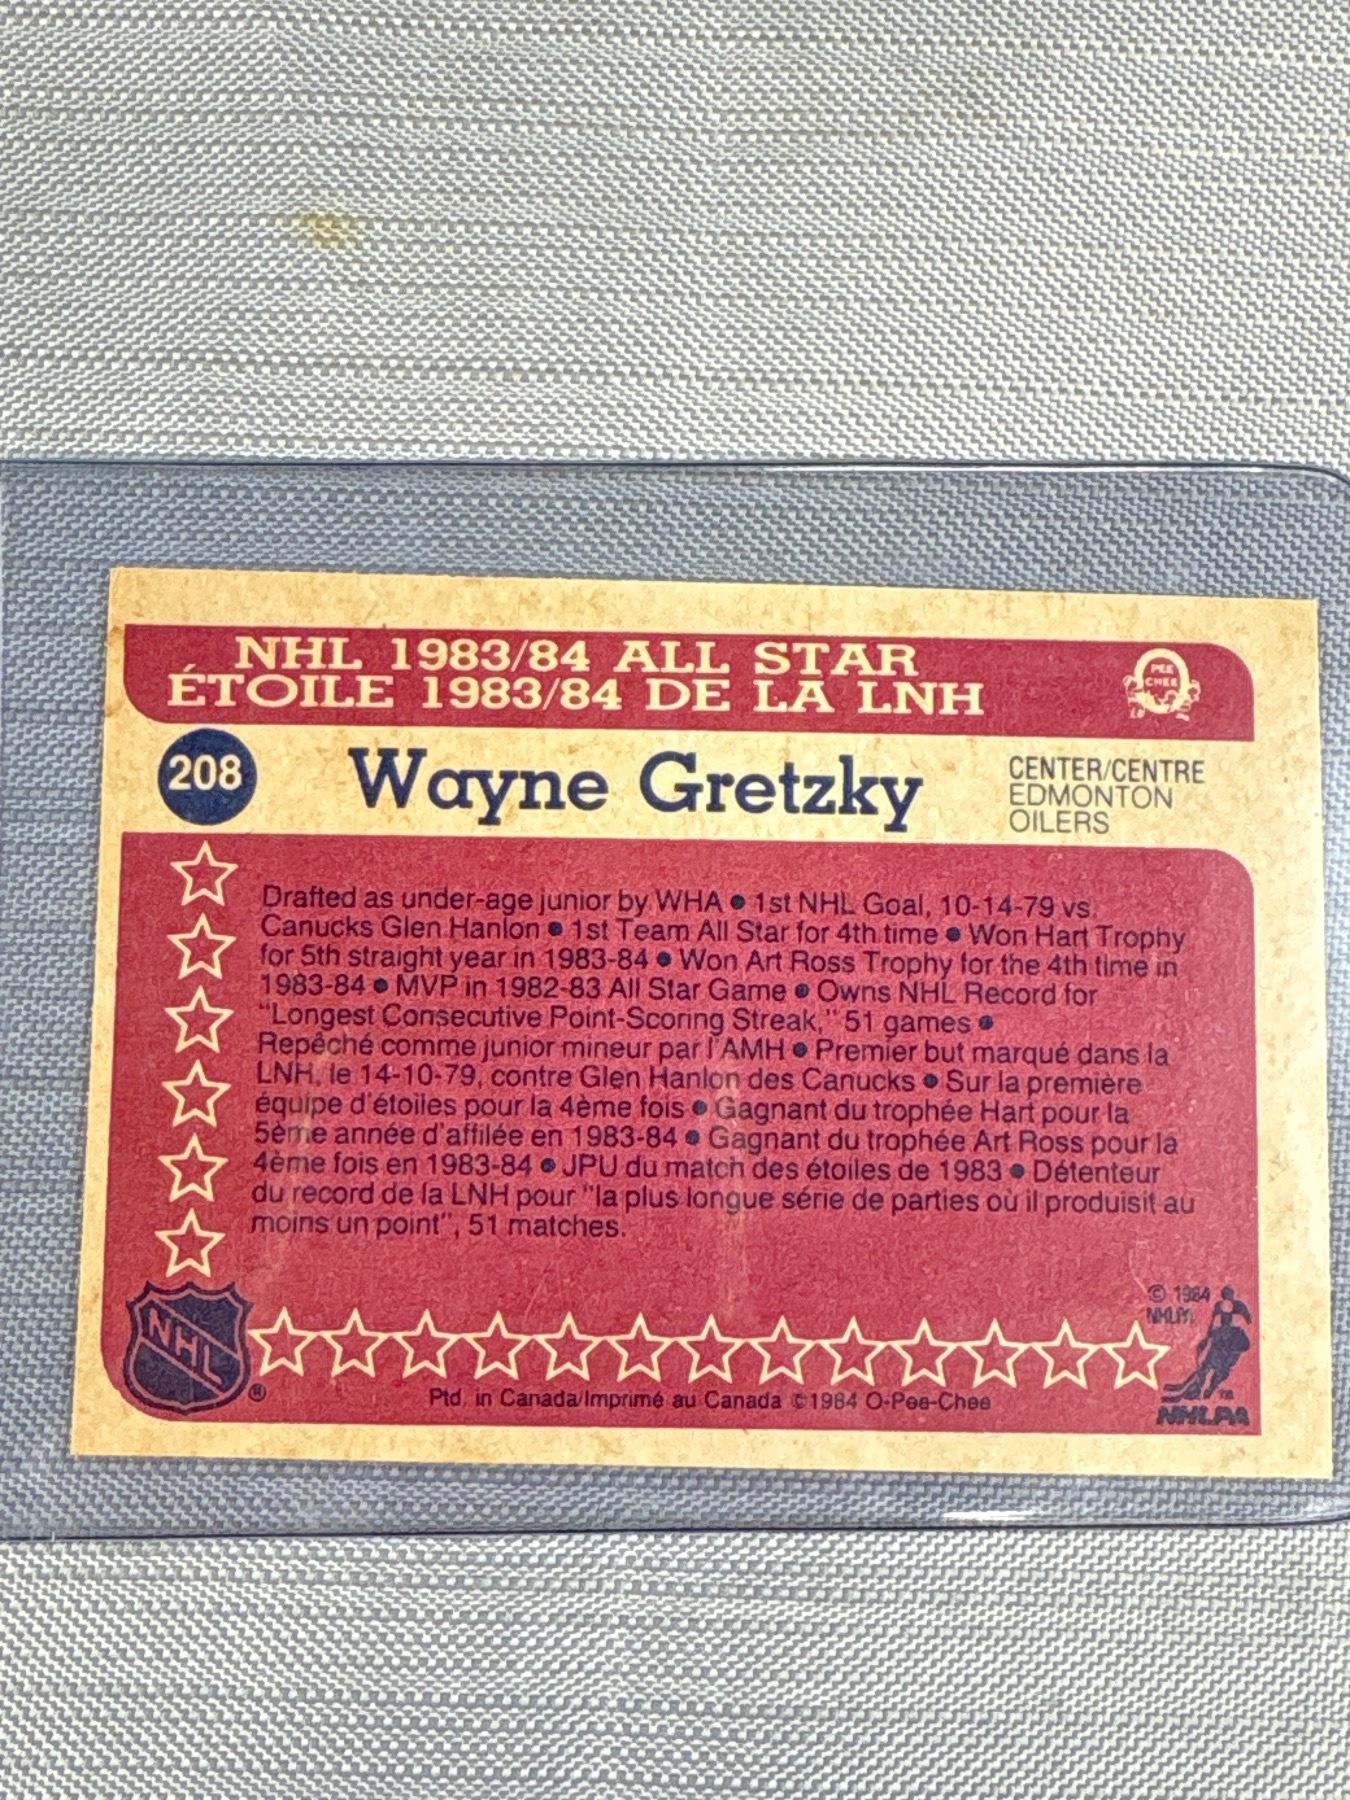 NHL 1983/84 ALL STAR
ÉTOILE 1983/84 DE LA LNH
PEE
CHEE
208
Wayne Gretzky
CENTER/CENTRE
EDMONTON
OILERS
Drafted as under-age junior by WHA • 1st NHL Goal, 10-14-79 vs.
Canucks Glen Hanlon • 1st Team All Star for 4th time • Won Hart Trophy
for 5th straight year in 1983-84 • Won Art Ross Trophy for the 4th time in
1983-84 • MVP in 1982-83 All Star Game • Owns NHL Record for
"Longest Consecutive Point-Scoring Streak," 51 games •
Repêché comme junior mineur par l'AMH • Premier but marqué dans la
LNH, le 14-10-79, contre Glen Hanlon des Canucks • Sur la première
équipe d'étoiles pour la 4ème fois • Gagnant du trophée Hart pour la
5ème année d'affilée en 1983-84 • Gagnant du trophée Art Ross pour la
4ème fois en 1983-84 • JPU du match des étoiles de 1983 • Détenteur
du record de la LNH pour "la plus longue série de parties où il produisit au
moins un point", 51 matches.
© 1984
NHLPA
NHL
®
Ptd. in Canada/Imprimé au Canada ©1984 O-Pee-Chee
TM
NHLPA